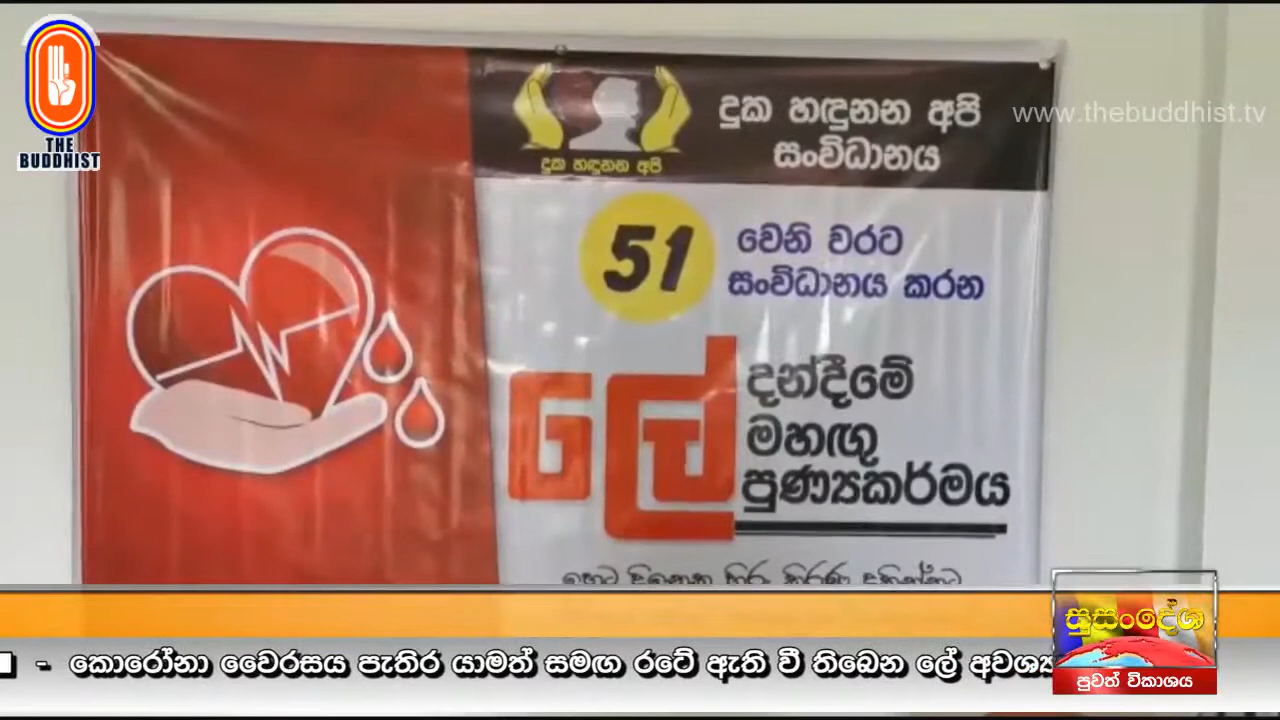 THE
BUDDHIST
www.thebuddhist.tv
දුක හඳුනන අපි
දුක හඳුනන අපි
සංවිධානය
51 වෙනි වරට
සංවිධානය කරන
ලේ දන්දීමේ
මහඟු
පුණ්‍යකර්මය
සුසංදේශ
පුවත් විකාශය
- කොරෝනා වෛරසය පැතිර යාමත් සමඟ රටේ ඇති වී තිබෙන ලේ අවශ්‍ය